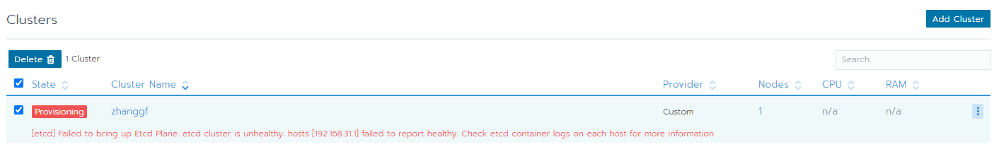 Clusters
Add Cluster
Delete 1 Cluster
Search
State Cluster Name Provider Nodes CPU RAM
Provisioning zhanggf Custom 1 n/a n/a
[etcd] Failed to bring up Etcd Plane: etcd cluster is unhealthy: hosts [192.168.31.1] failed to report healthy. Check etcd container logs on each host for more information